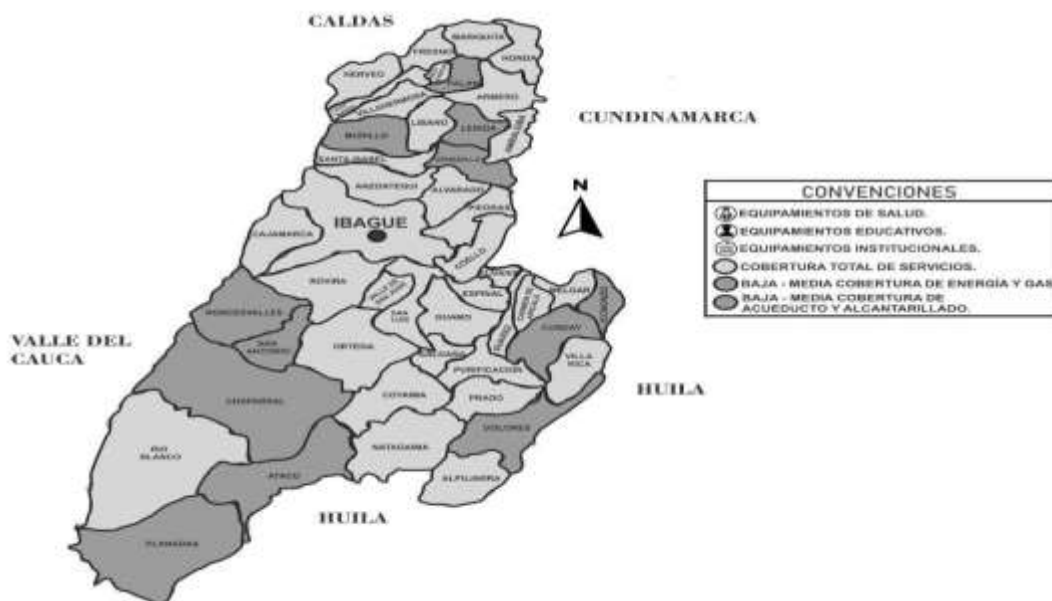 CALDAS
MARIQUITA
FRESNO
HONDA
HERVEO
ARMERO
VILLAHERMOSA
CUNDINAMARCA
LIBANO
LERIDA
MURILLO
SANTA ISABEL
ANZOATEGUI
ALVARADO
PIEDRAS
N
CONVENCIONES
EQUIPAMIENTOS DE SALUD.
EQUIPAMIENTOS EDUCATIVOS.
EQUIPAMIENTOS INSTITUCIONALES.
COBERTURA TOTAL DE SERVICIOS.
BAJA - MEDIA COBERTURA DE ENERGÍA Y GAS
BAJA - MEDIA COBERTURA DE
ACUEDUCTO Y ALCANTARILLADO.
IBAGUE
CAJAMARCA
COELLO
ROVIRA
ESPINAL
MELGAR
RONCESVALLES
SAN
LUIS
GUAMO
CUNDAY
SAN
ANTONIO
ORTEGA
VALLE DEL
CAUCA
PURIFICACION
VILLA
RICA
HUILA
CHAPARRAL
COYAIMA
PRADO
DOLORES
NATAGAIMA
RIO
BLANCO
ATACO
ALPUJARRA
HUILA